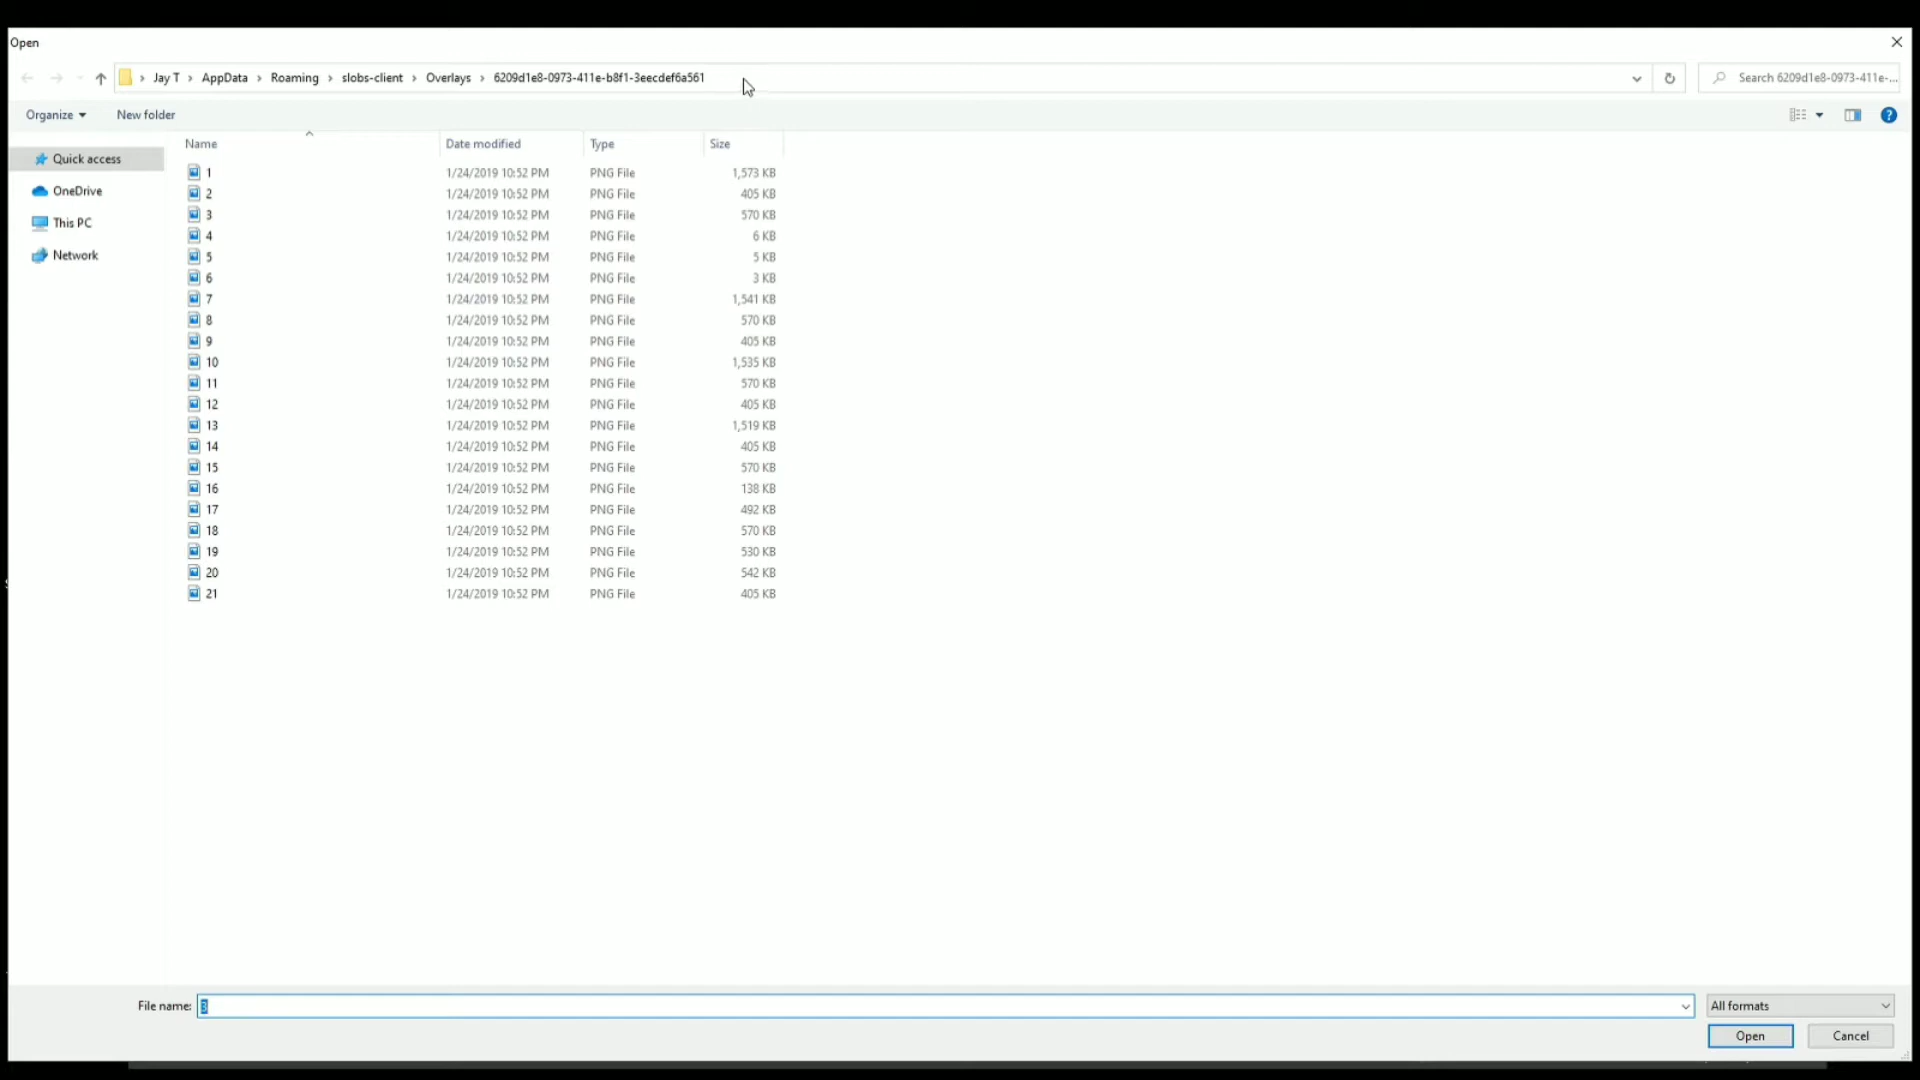 Open
Jay T > AppData > Roaming > slobs-client > Overlays > 6209d1e8-0973-411e-b8f1-3eecdef6a561
Search 6209d1e8-0973-411e-...
Organize New folder
Name Date modified Type Size
Quick access
OneDrive
This PC
Network
1 1/24/2019 10:52 PM PNG File 1,573 KB
2 1/24/2019 10:52 PM PNG File 405 KB
3 1/24/2019 10:52 PM PNG File 570 KB
4 1/24/2019 10:52 PM PNG File 6 KB
5 1/24/2019 10:52 PM PNG File 5 KB
6 1/24/2019 10:52 PM PNG File 3 KB
7 1/24/2019 10:52 PM PNG File 1,541 KB
8 1/24/2019 10:52 PM PNG File 570 KB
9 1/24/2019 10:52 PM PNG File 405 KB
10 1/24/2019 10:52 PM PNG File 1,535 KB
11 1/24/2019 10:52 PM PNG File 570 KB
12 1/24/2019 10:52 PM PNG File 405 KB
13 1/24/2019 10:52 PM PNG File 1,519 KB
14 1/24/2019 10:52 PM PNG File 405 KB
15 1/24/2019 10:52 PM PNG File 570 KB
16 1/24/2019 10:52 PM PNG File 138 KB
17 1/24/2019 10:52 PM PNG File 492 KB
18 1/24/2019 10:52 PM PNG File 570 KB
19 1/24/2019 10:52 PM PNG File 530 KB
20 1/24/2019 10:52 PM PNG File 542 KB
21 1/24/2019 10:52 PM PNG File 405 KB
File name: 3
All formats
Open Cancel